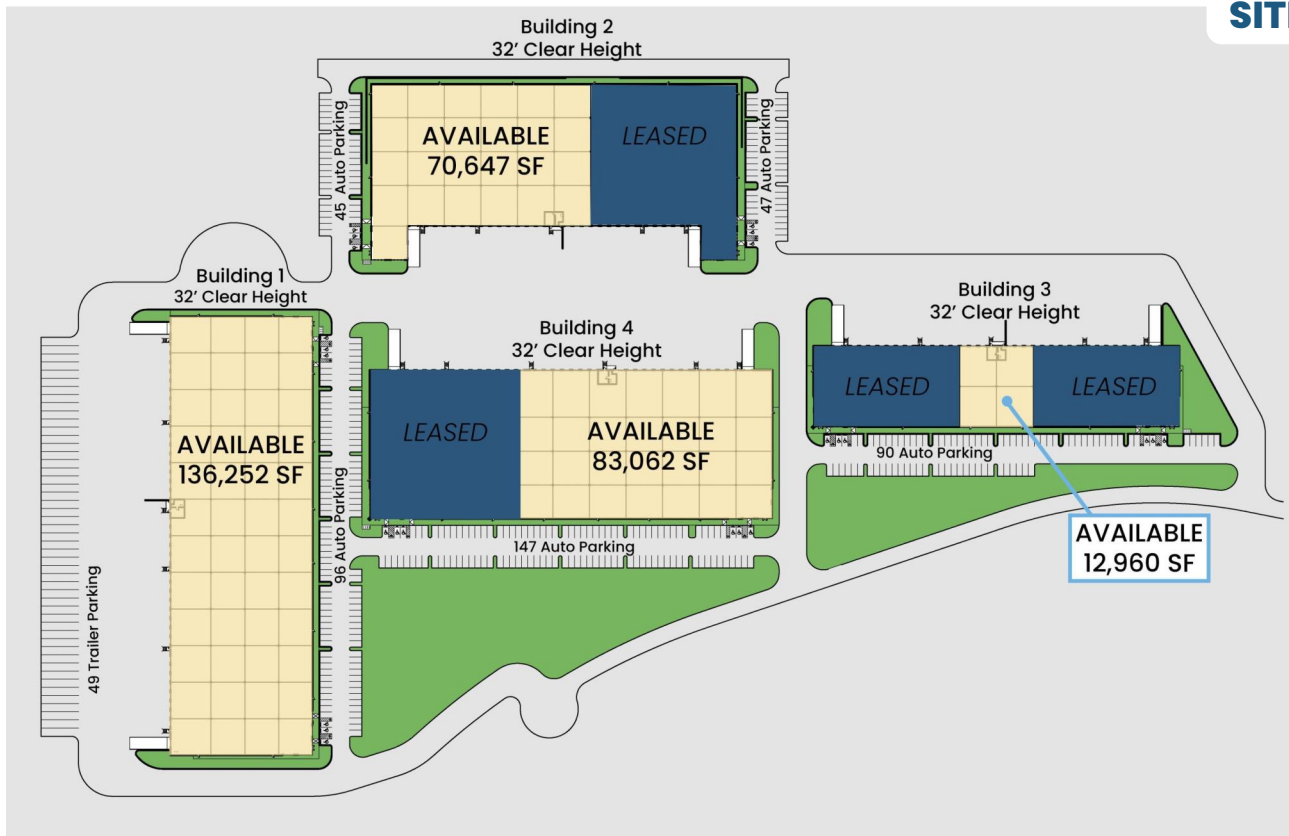 SIT
Building 2
32' Clear Height
AVAILABLE
70,647 SF
LEASED
45 Auto Parking
47 Auto Parking
Building 1
32' Clear Height
AVAILABLE
136,252 SF
96 Auto Parking
49 Trailer Parking
Building 4
32' Clear Height
LEASED
AVAILABLE
83,062 SF
147 Auto Parking
Building 3
32' Clear Height
LEASED
LEASED
90 Auto Parking
AVAILABLE
12,960 SF